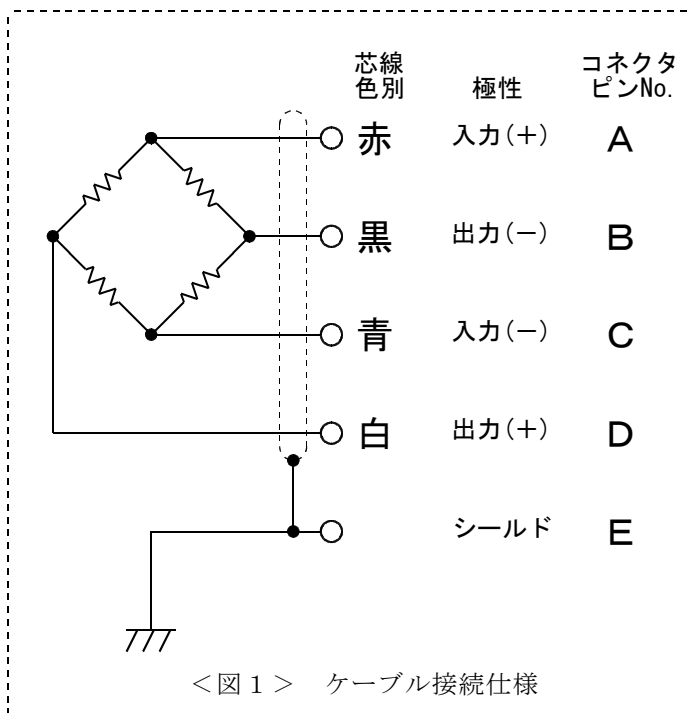 芯線
色別 極性 コネクタ
ピンNo.
赤 入力(+) A
黒 出力(−) B
青 入力(−) C
白 出力(+) D
シールド E
<図1> ケーブル接続仕様